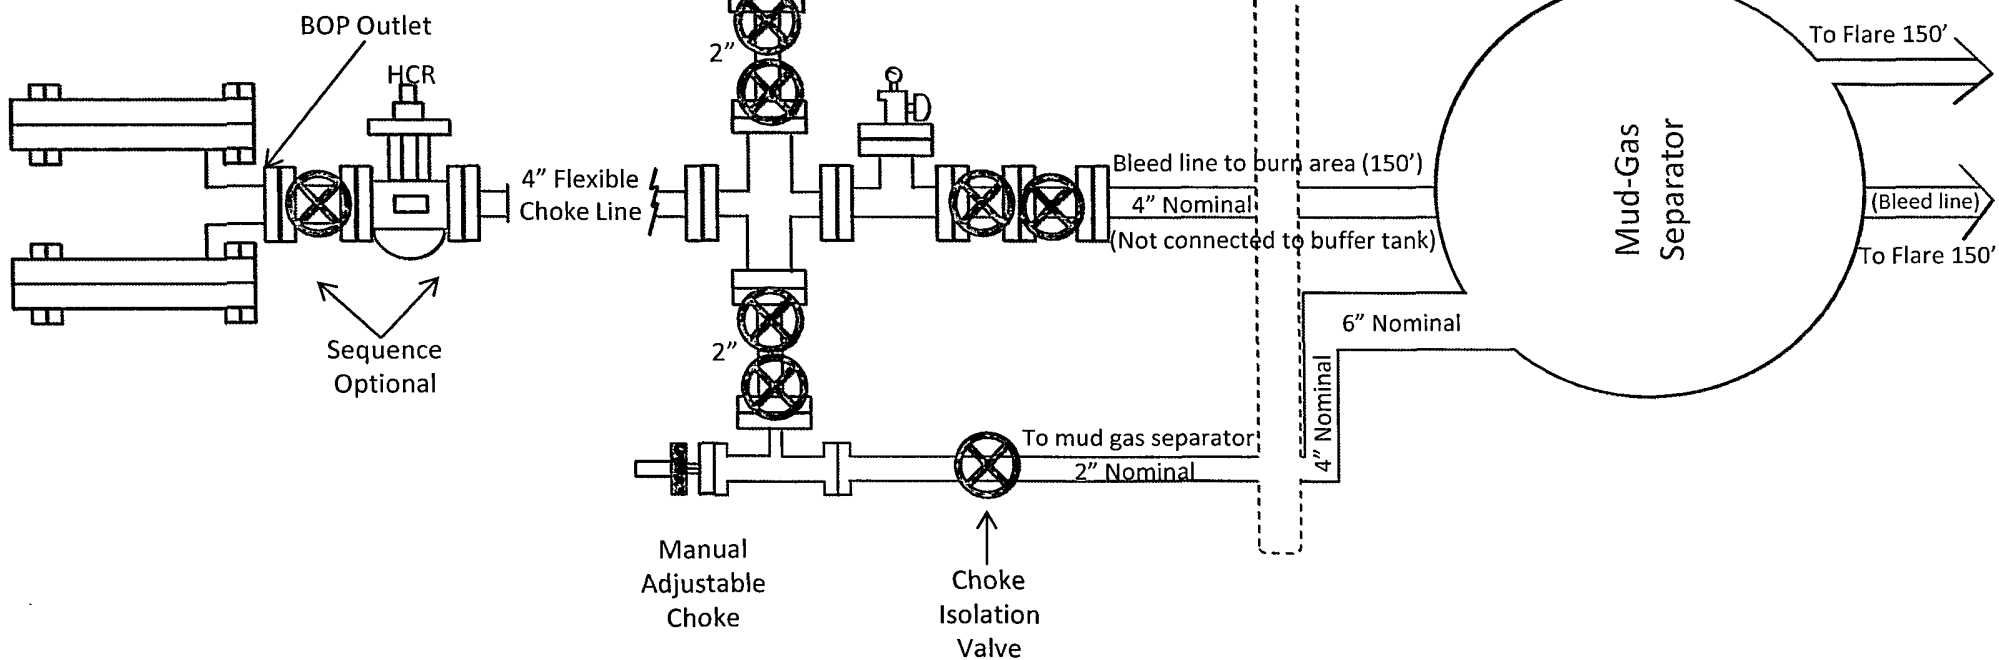 BOP Outlet
HCR
2”
To Flare 150’
Bleed line to burn area (150’)
4” Flexible
Choke Line
4” Nominal
(Not connected to buffer tank)
Mud-Gas
Separator
(Bleed line)
To Flare 150’
6” Nominal
Sequence
Optional
2”
4” Nominal
To mud gas separator
2” Nominal
Manual
Adjustable
Choke
Choke
Isolation
Valve